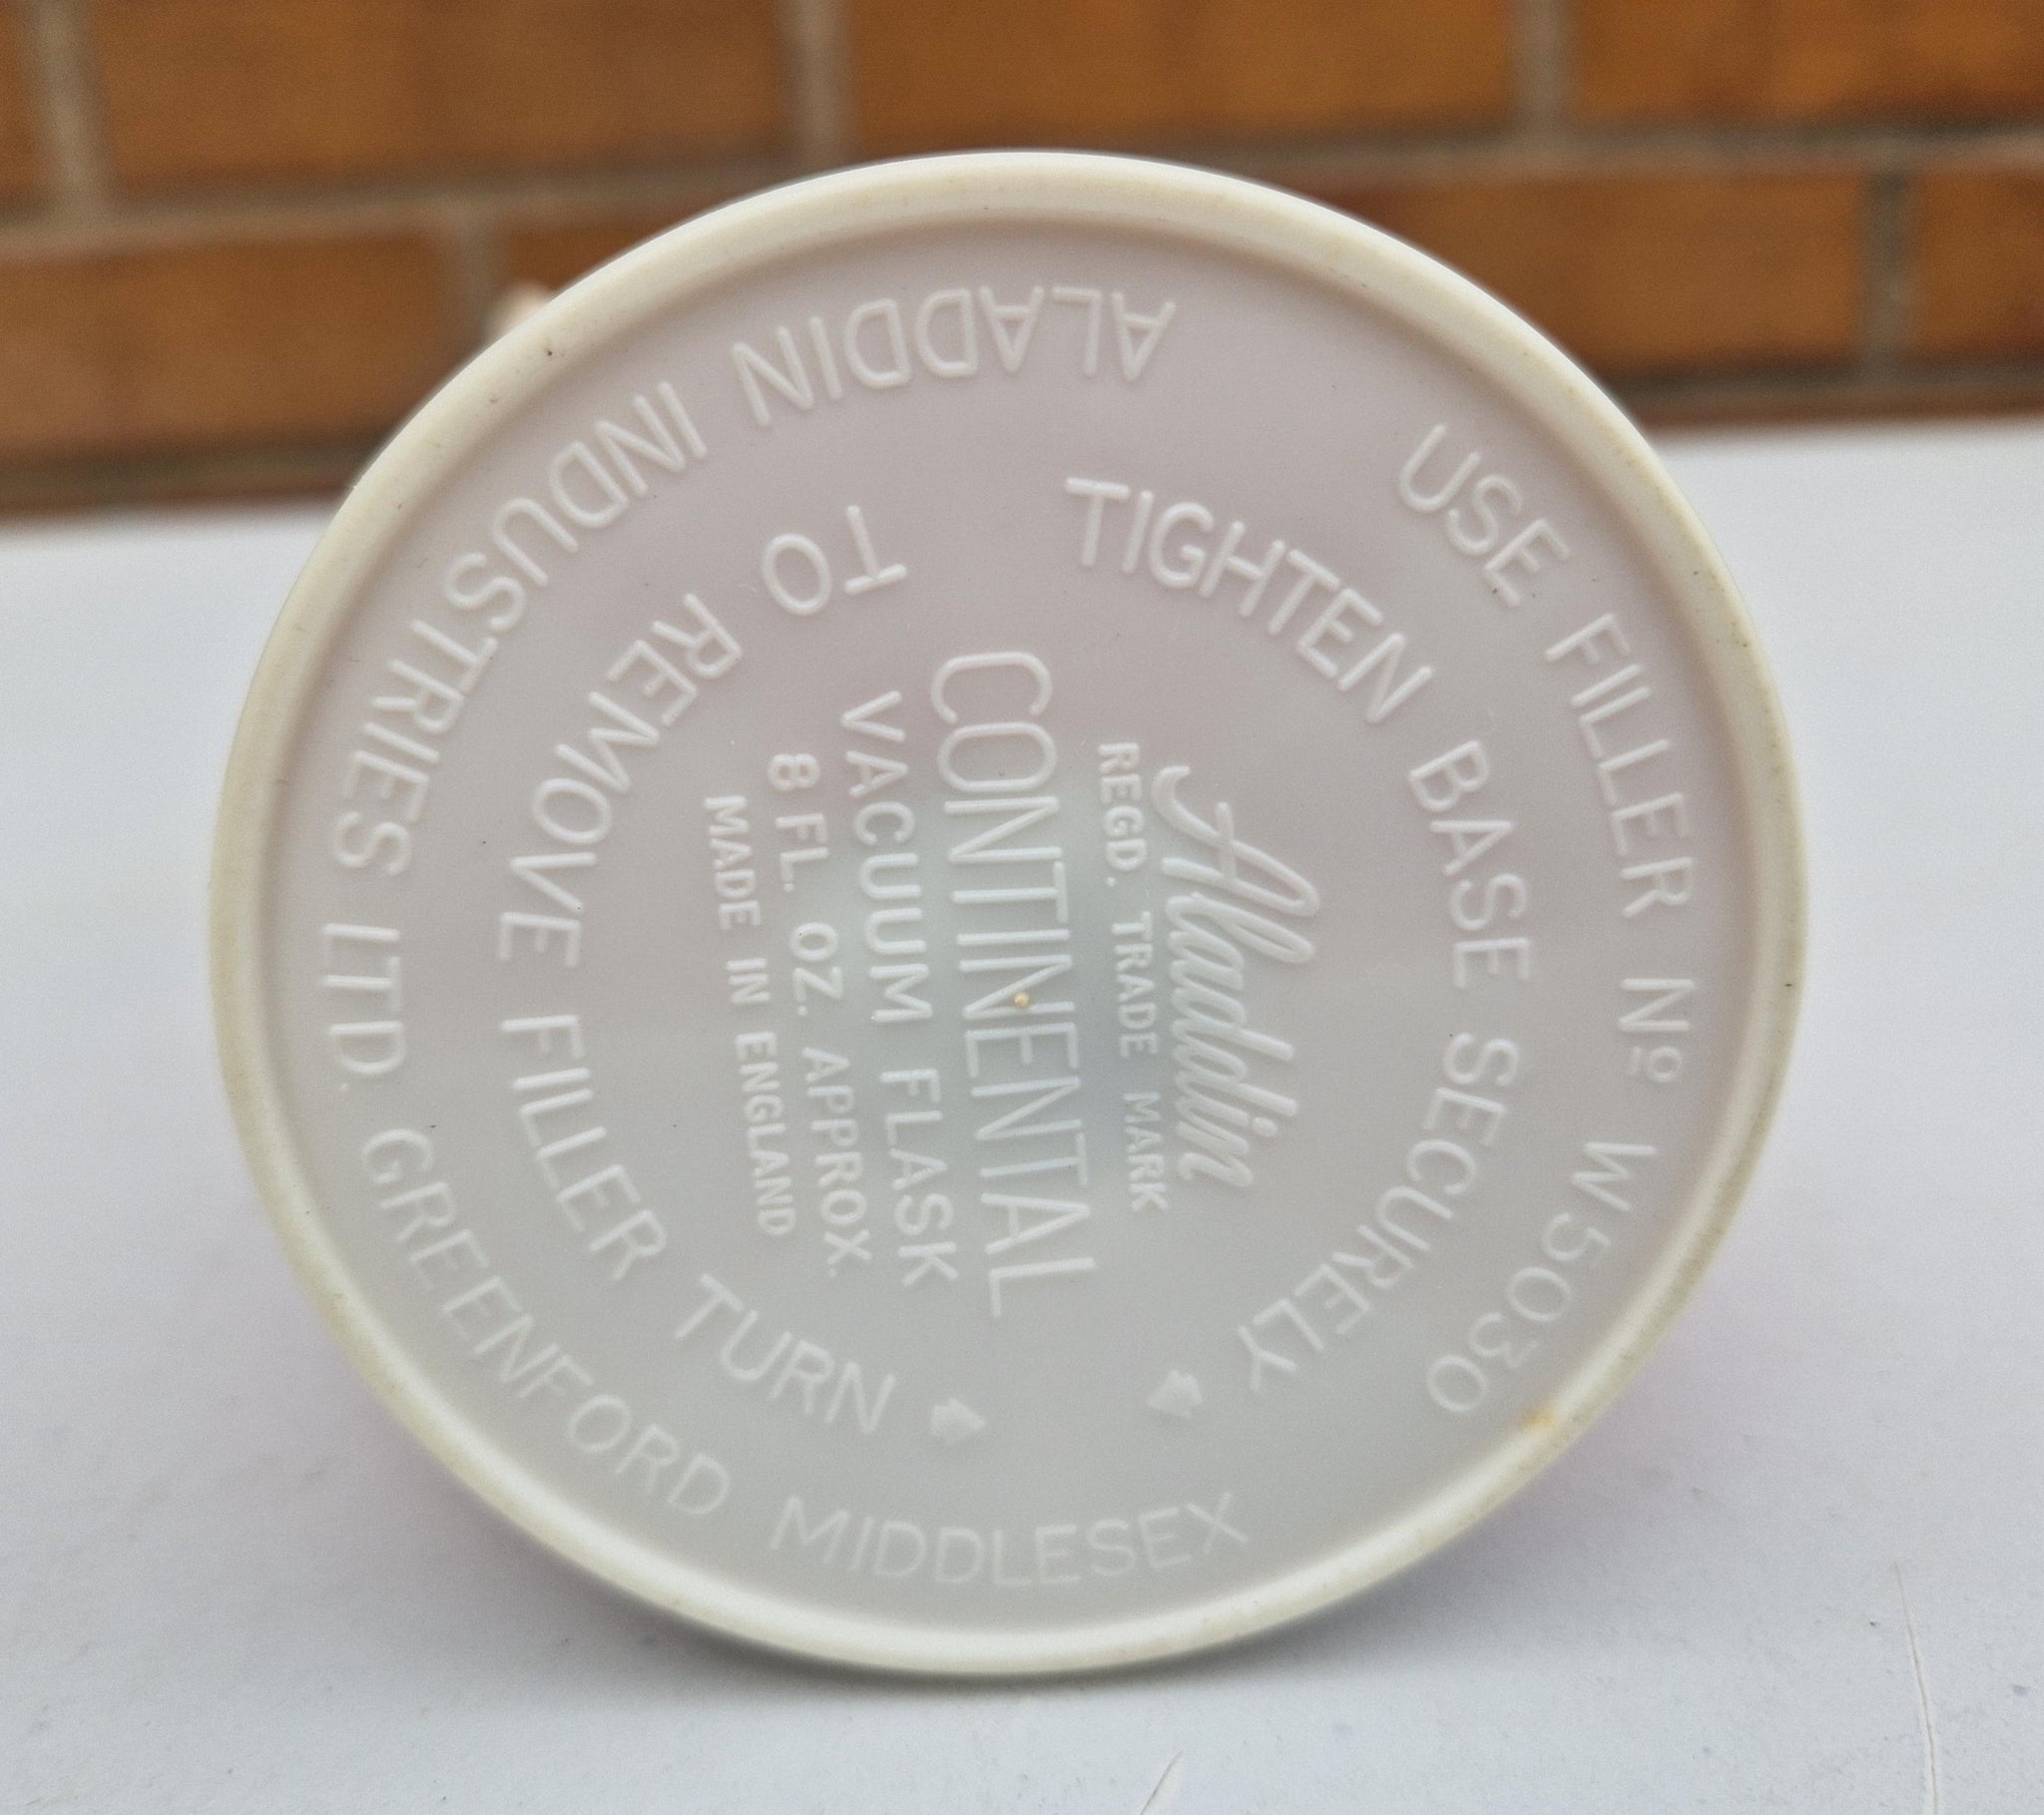 USE FILLER Nº W5030
TIGHTEN BASE SECURELY
Aladdin
REGD. TRADE MARK
CONTINENTAL
VACUUM FLASK
8 FL. OZ. APPROX.
MADE IN ENGLAND
TO REMOVE FILLER TURN
ALADDIN INDUSTRIES LTD. GREENFORD MIDDLESEX